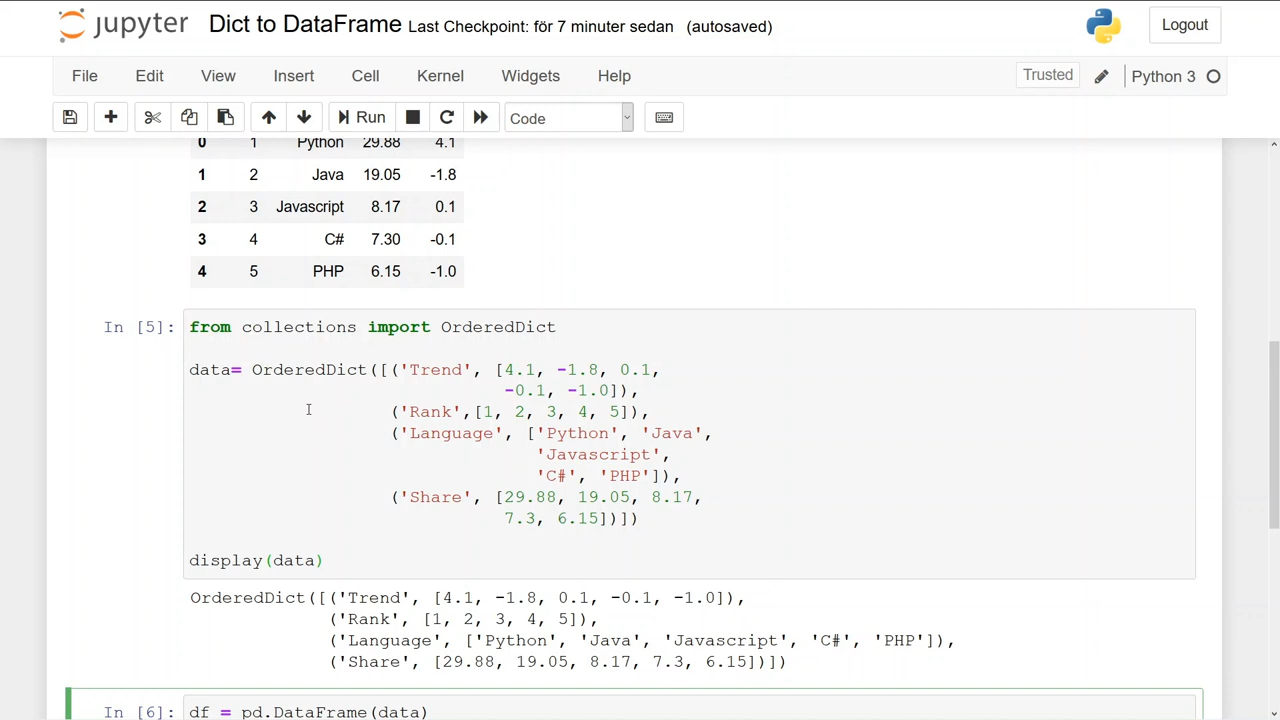 jupyter Dict to DataFrame Last Checkpoint: för 7 minuter sedan (autosaved) Logout
File Edit View Insert Cell Kernel Widgets Help Trusted Python 3
Run Code
0 1 Python 29.88 4.1
1 2 Java 19.05 -1.8
2 3 Javascript 8.17 0.1
3 4 C# 7.30 -0.1
4 5 PHP 6.15 -1.0
In [5]: from collections import OrderedDict
data= OrderedDict([('Trend', [4.1, -1.8, 0.1,
-0.1, -1.0]),
('Rank',[1, 2, 3, 4, 5]),
('Language', ['Python', 'Java',
'Javascript',
'C#', 'PHP']),
('Share', [29.88, 19.05, 8.17,
7.3, 6.15])])
display(data)
OrderedDict([('Trend', [4.1, -1.8, 0.1, -0.1, -1.0]),
('Rank', [1, 2, 3, 4, 5]),
('Language', ['Python', 'Java', 'Javascript', 'C#', 'PHP']),
('Share', [29.88, 19.05, 8.17, 7.3, 6.15])])
In [6]: df = pd.DataFrame(data)